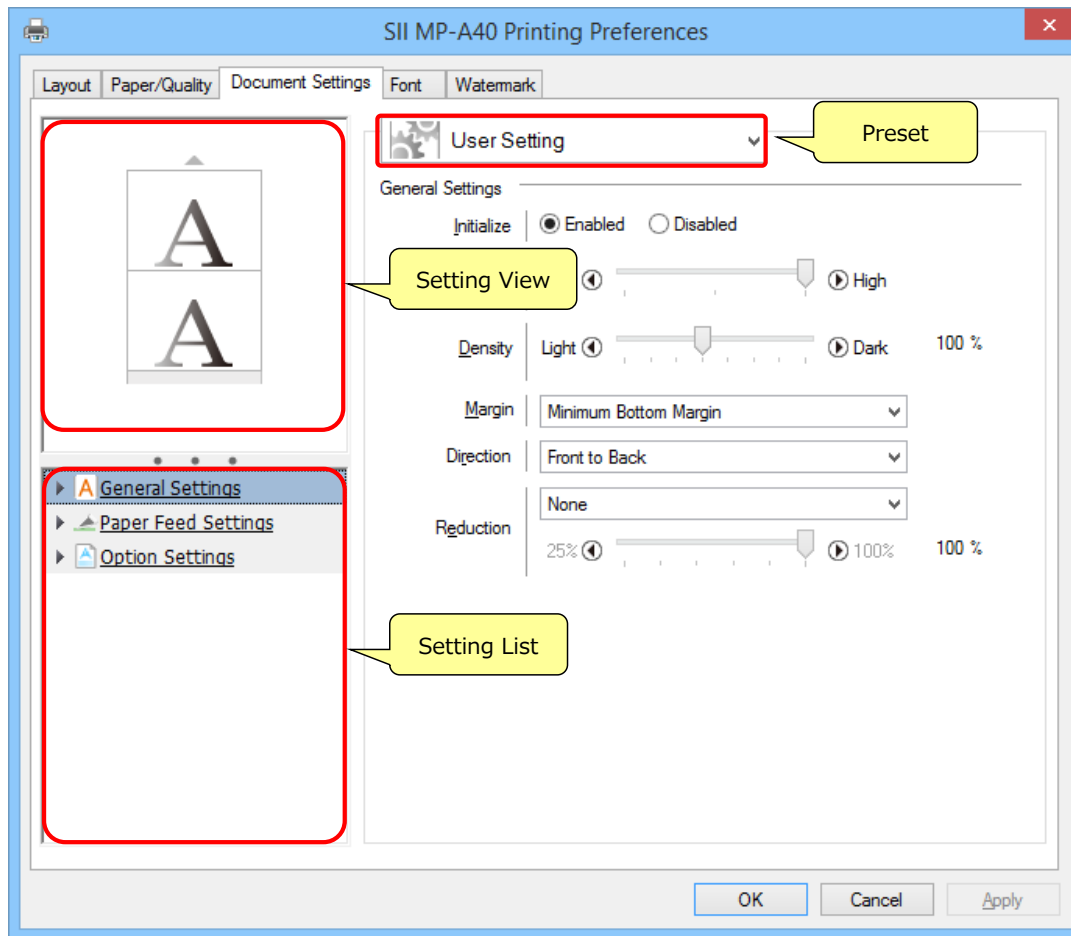 SII MP-A40 Printing Preferences
Layout Paper/Quality Document Settings Font Watermark
User Setting
Preset
General Settings
Initialize Enabled Disabled
Setting View
High
Density Light Dark 100 %
Margin Minimum Bottom Margin
Direction Front to Back
None
Reduction
25% 100% 100 %
A
A
A General Settings
Paper Feed Settings
Option Settings
Setting List
OK Cancel Apply